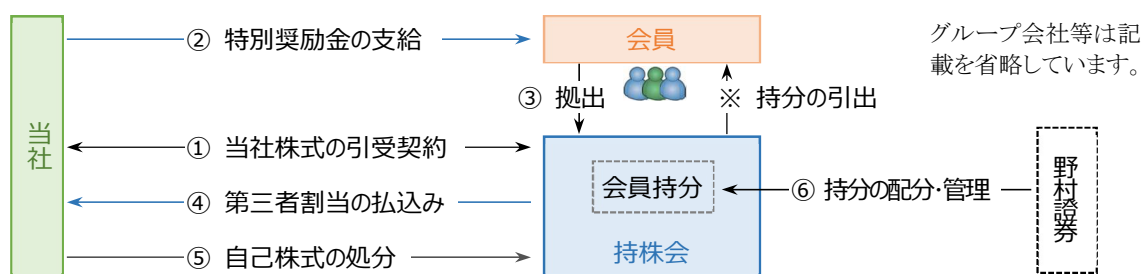 ② 特別奨励金の支給
会員
グループ会社等は記
載を省略しています。
③ 拠出
※ 持分の引出
当社
① 当社株式の引受契約
会員持分
⑥ 持分の配分・管理
野村證券
④ 第三者割当の払込み
⑤ 自己株式の処分
持株会